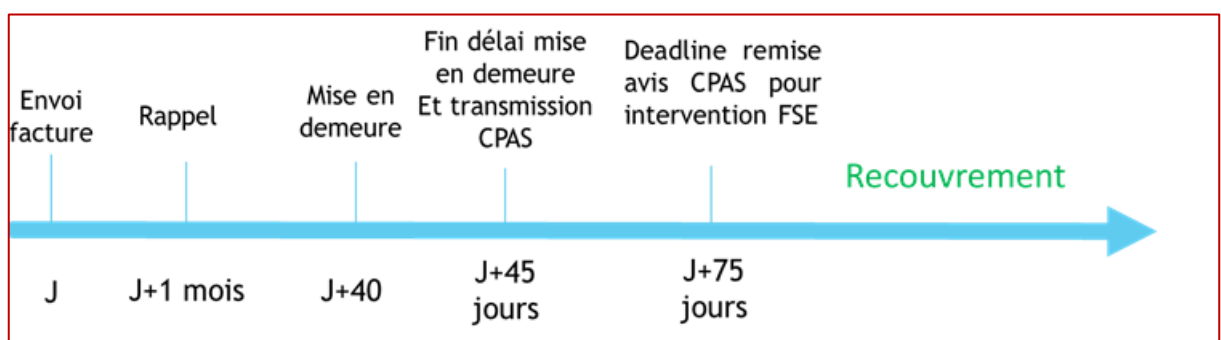 Envoi
facture
Rappel
Mise en
demeure
Fin délai mise
en demeure
Et transmission
CPAS
Deadline remise
avis CPAS pour
intervention FSE
Recouvrement
J
J+1 mois
J+40
J+45
jours
J+75
jours